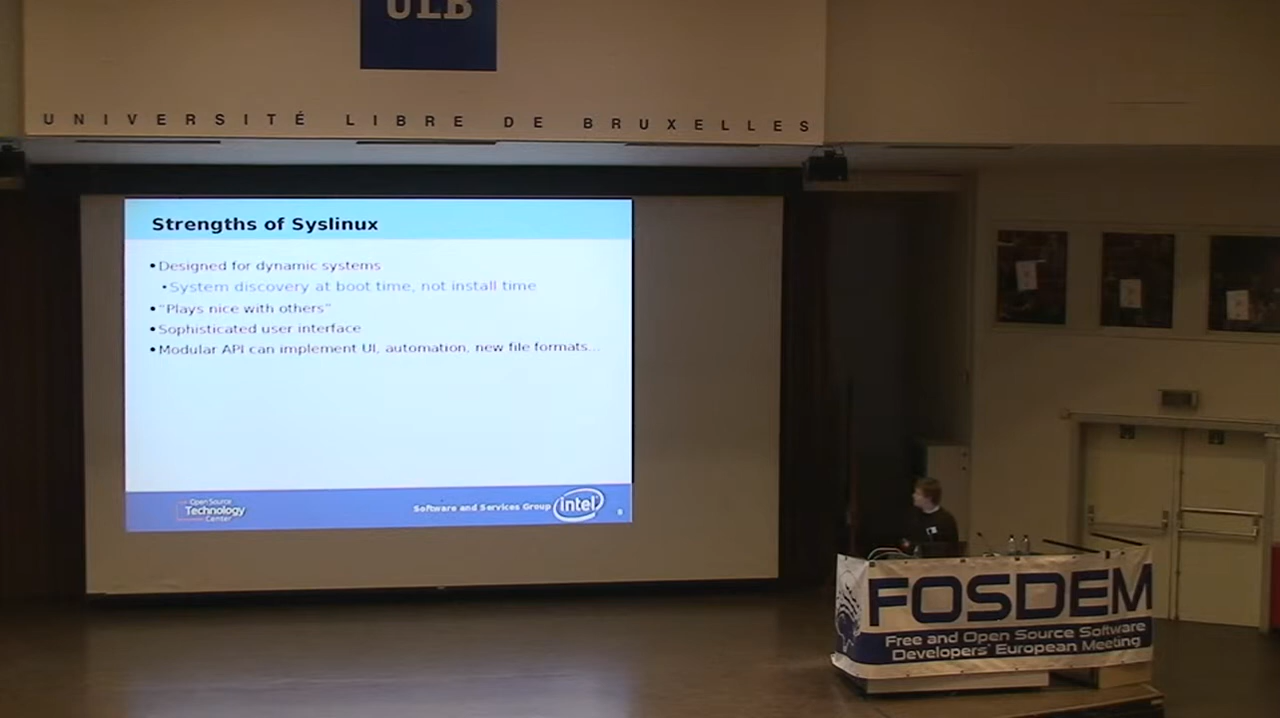 ULB
UNIVERSITÉ LIBRE DE BRUXELLES
Strengths of Syslinux
•Designed for dynamic systems
•System discovery at boot time, not install time
•“Plays nice with others”
•Sophisticated user interface
•Modular API can implement UI, automation, new file formats...
Open Source
Technology
Center
Software and Services Group
intel
FOSDEM
Free and Open Source Software
Developers' European Meeting